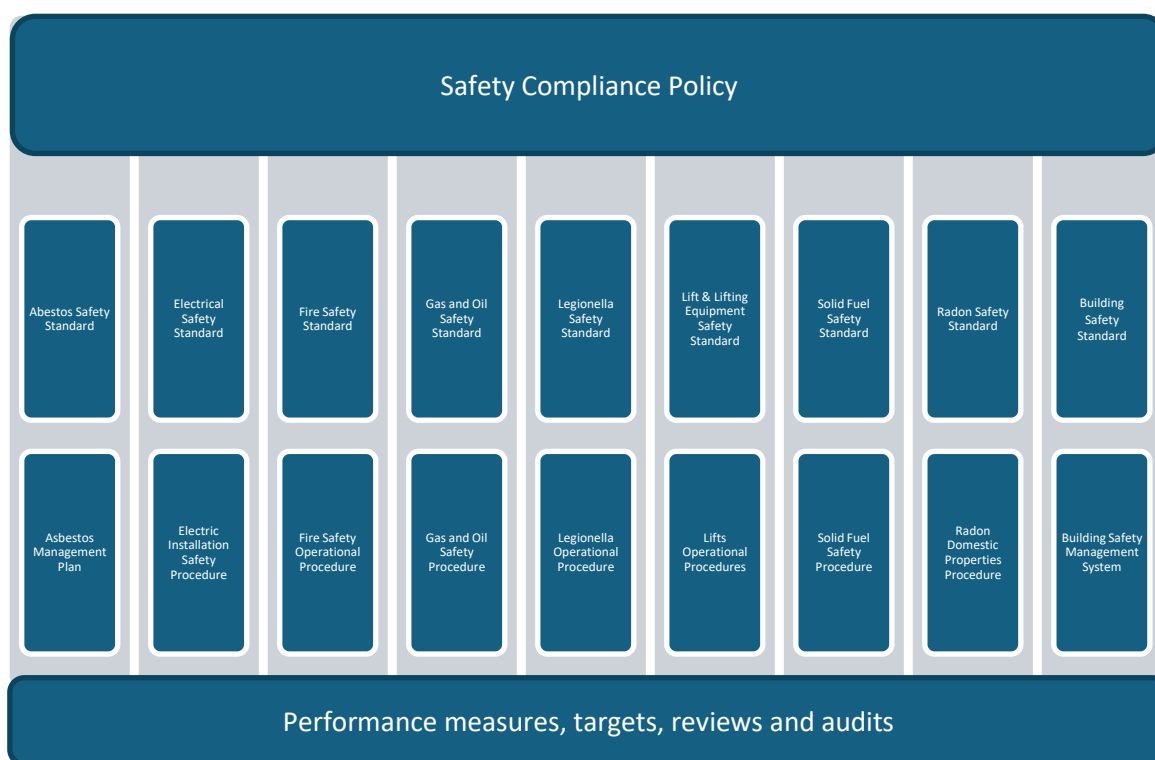 Safety Compliance Policy
Abestos Safety
Standard
Electrical
Safety
Standard
Fire Safety
Standard
Gas and Oil
Safety
Standard
Legionella
Safety
Standard
Lift & Lifting
Equipment
Safety
Standard
Solid Fuel
Safety
Standard
Radon Safety
Standard
Building
Safety
Standard
Asbestos
Management
Plan
Electric
Installation
Safety
Procedure
Fire Safety
Operational
Procedure
Gas and Oil
Safety
Procedure
Legionella
Operational
Procedure
Lifts
Operational
Procedures
Solid Fuel
Safety
Procedure
Radon
Domestic
Properties
Procedure
Building Safety
Management
System
Performance measures, targets, reviews and audits